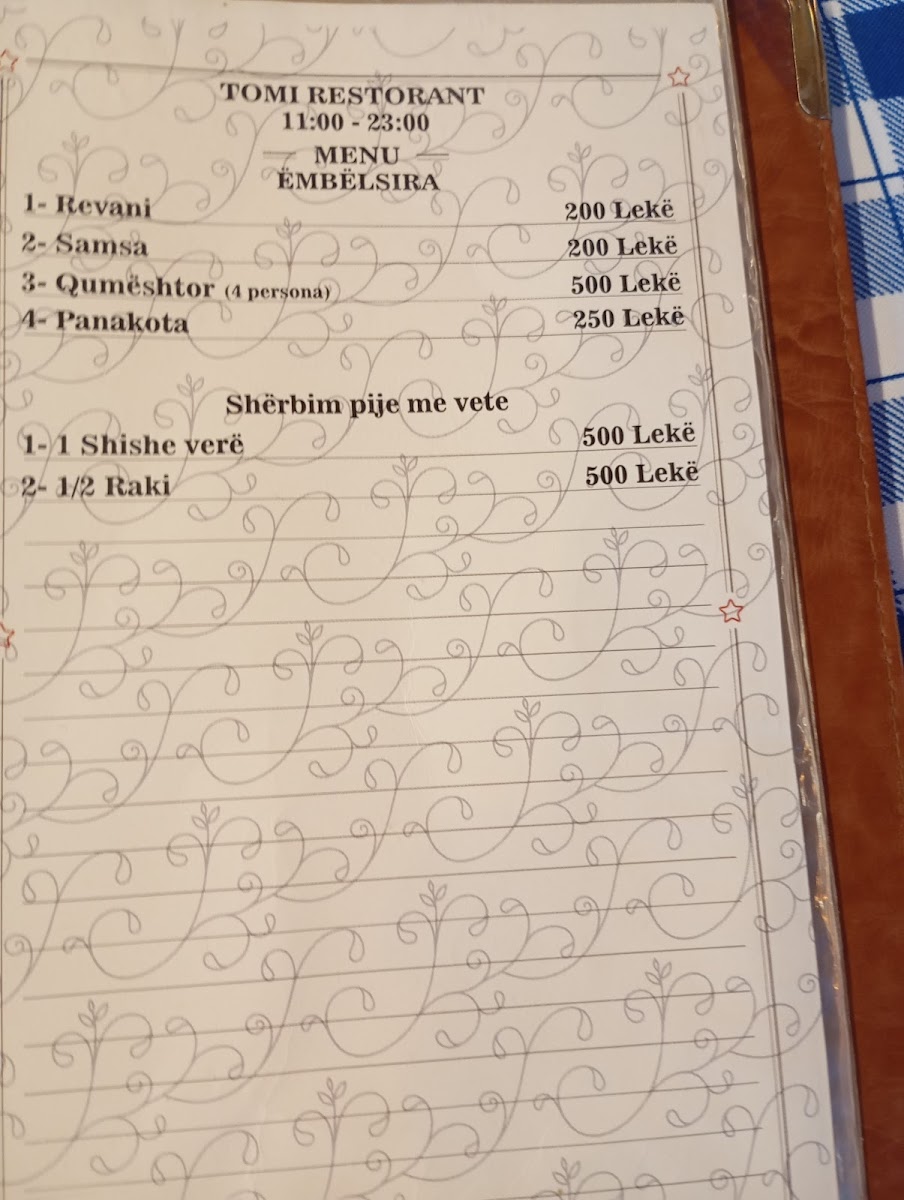 TOMI RESTORANT
11:00 - 23:00
MENU
ËMBËLSIRA
1- Revani 200 Lekë
2- Samsa 200 Lekë
3- Qumështor (4 persona) 500 Lekë
4- Panakota 250 Lekë
Shërbim pije me vete
1- 1 Shishe verë 500 Lekë
2- 1/2 Raki 500 Lekë